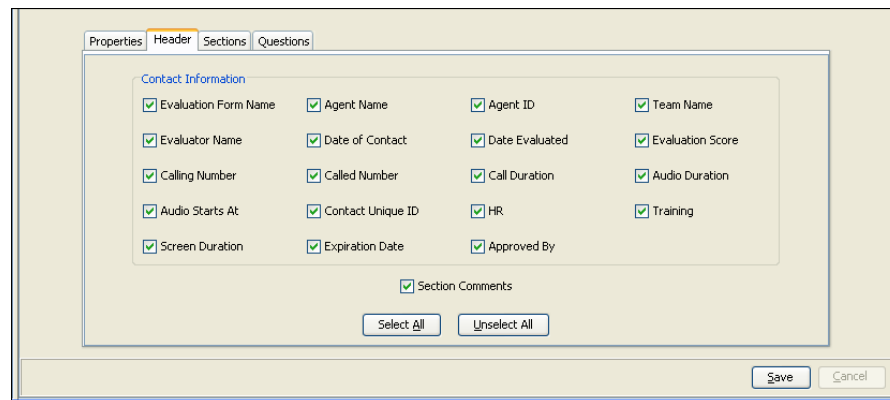 Properties Header Sections Questions
Contact Information
Evaluation Form Name Agent Name Agent ID Team Name
Evaluator Name Date of Contact Date Evaluated Evaluation Score
Calling Number Called Number Call Duration Audio Duration
Audio Starts At Contact Unique ID HR Training
Screen Duration Expiration Date Approved By
Section Comments
Select All Unselect All
Save Cancel